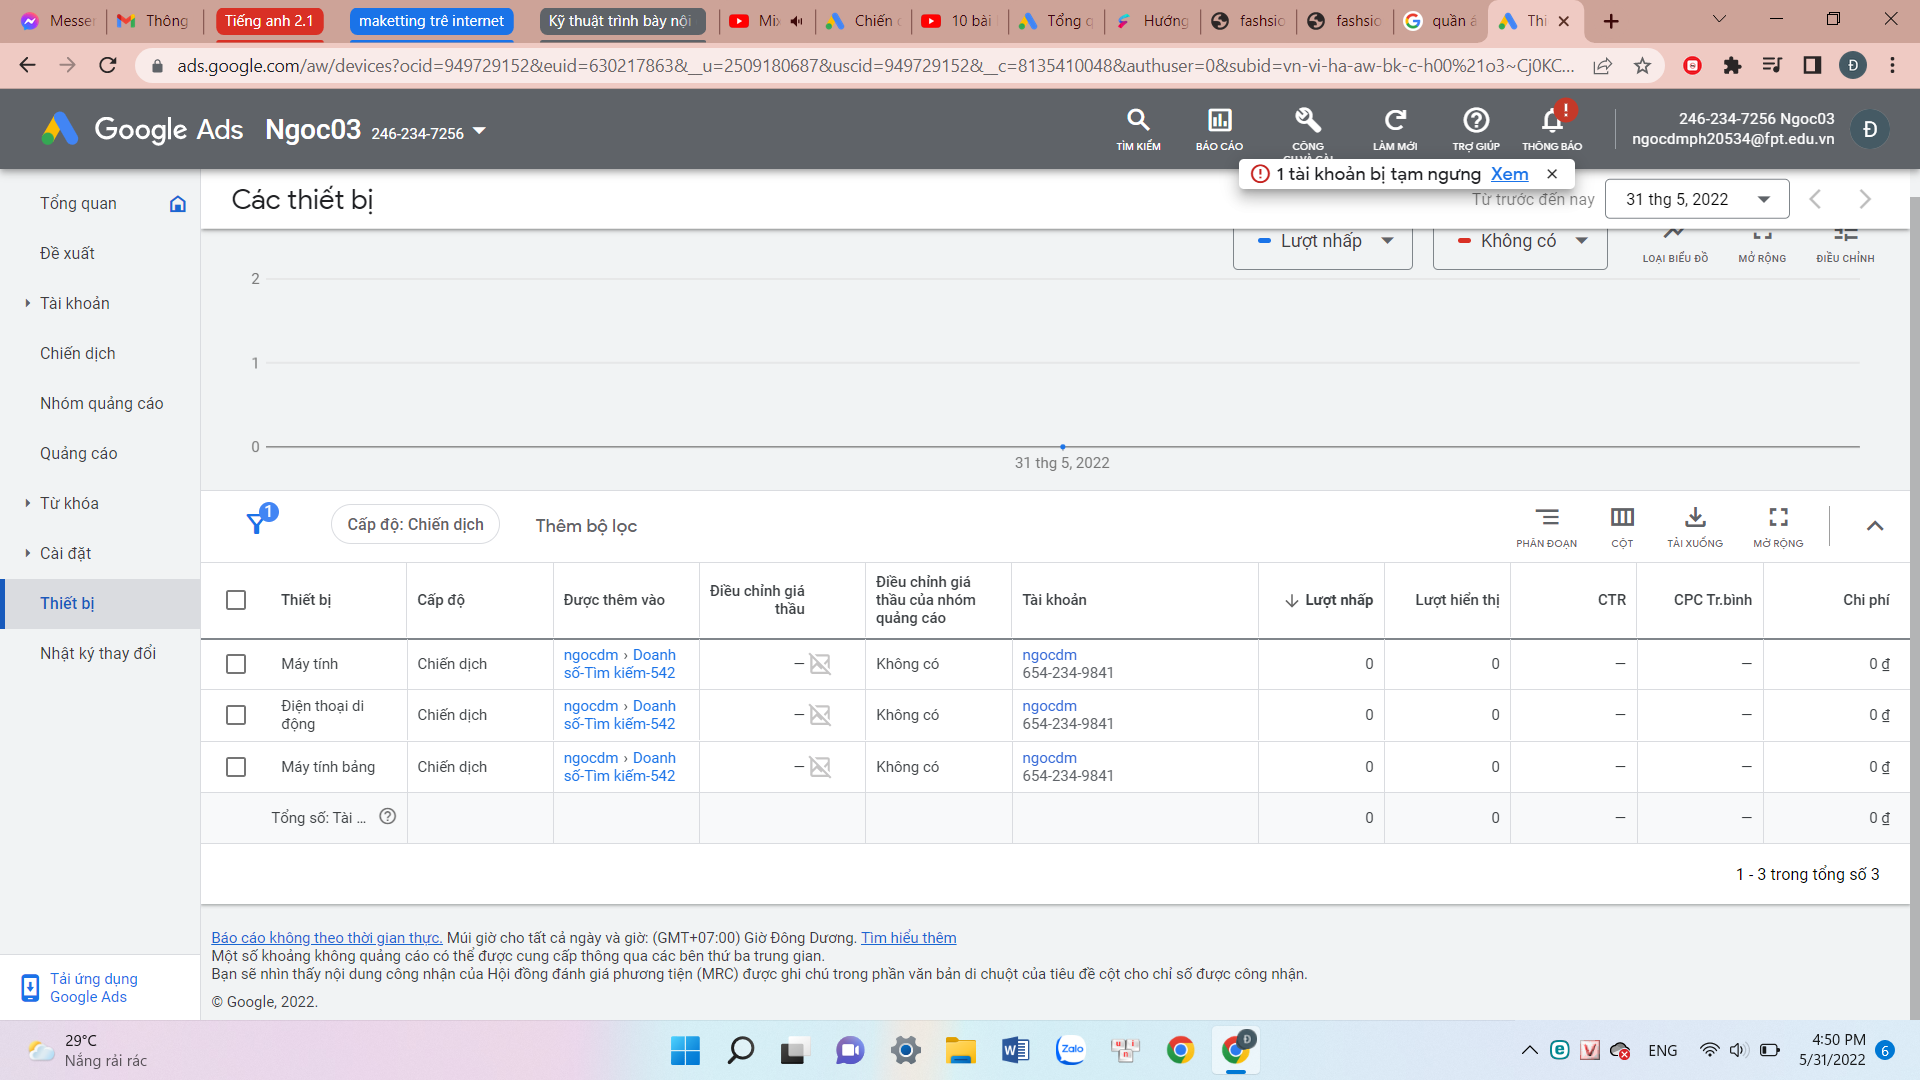 Messen
Thông
Tiếng anh 2.1
maketting trê internet
Kỹ thuật trình bày nội
Mix
Chiến d
10 bài
Tổng q
Hướng
fashsio
fashsio
quần á
Thi
ads.google.com/aw/devices?ocid=949729152&euid=630217863&__u=2509180687&uscid=949729152&__c=8135410048&authuser=0&subid=vn-vi-ha-aw-bk-c-h00%21o3~Cj0KC...
Đ
Google Ads
Ngoc03 246-234-7256
TÌM KIẾM
BÁO CÁO
CÔNG
CỤ VÀ CÀI
LÀM MỚI
TRỢ GIÚP
THÔNG BÁO
246-234-7256 Ngoc03
ngocdmph20534@fpt.edu.vn
Đ
1 tài khoản bị tạm ngưng Xem
Các thiết bị
Từ trước đến nay
31 thg 5, 2022
Tổng quan
Đề xuất
Tài khoản
Chiến dịch
Nhóm quảng cáo
Quảng cáo
Từ khóa
Cài đặt
Thiết bị
Nhật ký thay đổi
Tải ứng dụng
Google Ads
Lượt nhấp
Không có
LOẠI BIỂU ĐỒ
MỞ RỘNG
ĐIỀU CHỈNH
2
1
0
31 thg 5, 2022
1
Cấp độ: Chiến dịch
Thêm bộ lọc
PHÂN ĐOẠN
CỘT
TẢI XUỐNG
MỞ RỘNG
Thiết bị
Cấp độ
Được thêm vào
Điều chỉnh giá
thầu
Điều chỉnh giá
thầu của nhóm
quảng cáo
Tài khoản
Lượt nhấp
Lượt hiển thị
CTR
CPC Tr.bình
Chi phí
Máy tính
Chiến dịch
ngocdm › Doanh
số-Tìm kiếm-542
—
Không có
ngocdm
654-234-9841
0
0
—
—
0 ₫
Điện thoại di
động
Chiến dịch
ngocdm › Doanh
số-Tìm kiếm-542
—
Không có
ngocdm
654-234-9841
0
0
—
—
0 ₫
Máy tính bảng
Chiến dịch
ngocdm › Doanh
số-Tìm kiếm-542
—
Không có
ngocdm
654-234-9841
0
0
—
—
0 ₫
Tổng số: Tài ...
0
0
—
—
0 ₫
1 - 3 trong tổng số 3
Báo cáo không theo thời gian thực. Múi giờ cho tất cả ngày và giờ: (GMT+07:00) Giờ Đông Dương. Tìm hiểu thêm
Một số khoảng không quảng cáo có thể được cung cấp thông qua các bên thứ ba trung gian.
Bạn sẽ nhìn thấy nội dung công nhận của Hội đồng đánh giá phương tiện (MRC) được ghi chú trong phần văn bản di chuột của tiêu đề cột cho chỉ số được công nhận.
© Google, 2022.
29°C
Nắng rải rác
Zalo
ENG
4:50 PM
5/31/2022
6